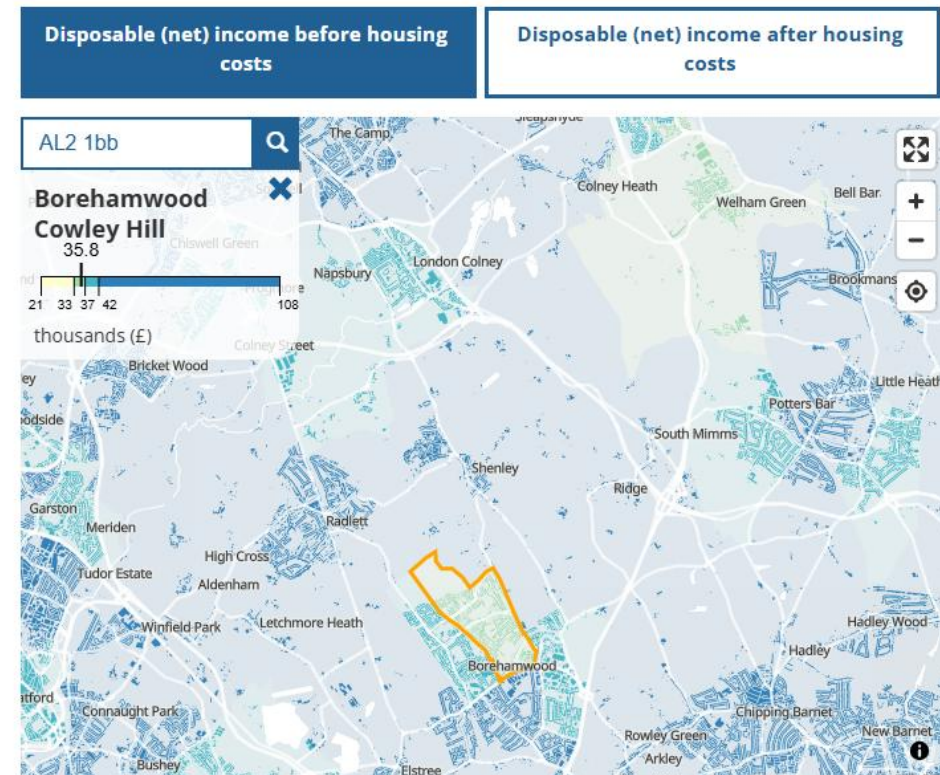 Disposable (net) income before housing
costs
Disposable (net) income after housing
costs
AL2 1bb
Borehamwood
Cowley Hill
35.8
21 33 37 42 108
thousands (£)
The Camp
Colney Heath
Bell Bar
Welham Green
Chiswell Green
London Colney
Napsbury
Brookmans
Colney Street
Bricket Wood
Little Heath
Potters Bar
South Mimms
Shenley
Ridge
Garston
Radlett
Meriden
High Cross
Tudor Estate
Aldenham
Winfield Park
Letchmore Heath
Hadley Wood
Hadley
Borehamwood
Connaught Park
Chipping Barnet
Rowley Green
New Barnet
Arkley
Bushey
Elstree